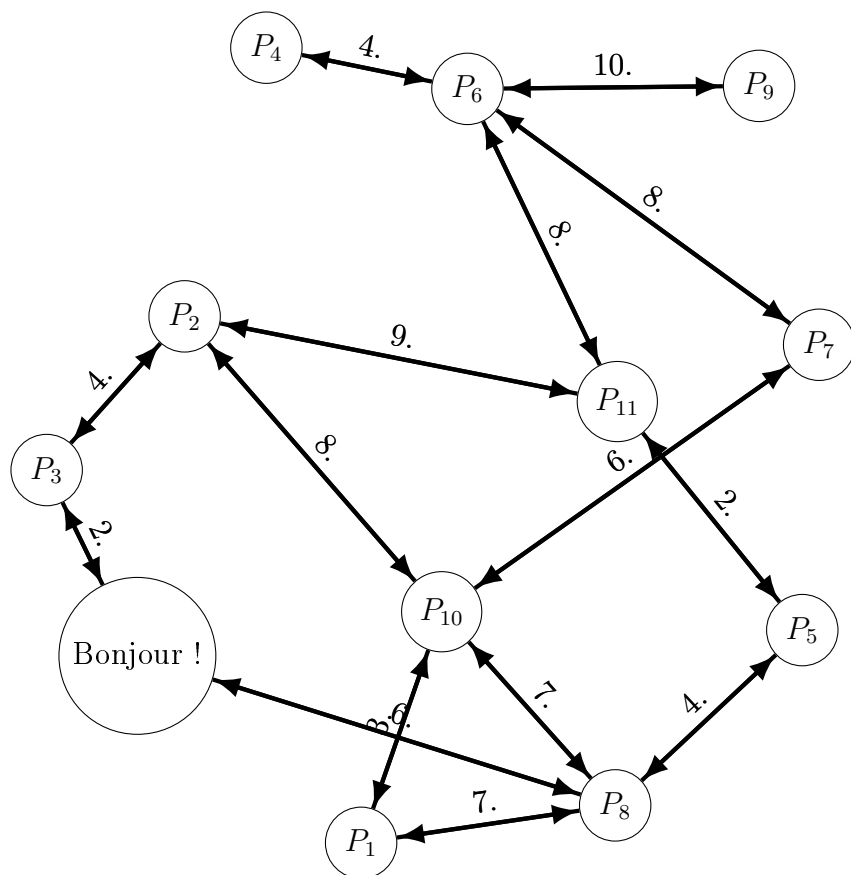 P₄
4.
P₆
10.
P₉
8.
8.
P₂
9.
P₇
4.
P₁₁
P₃
8.
6.
2.
2.
P₁₀
P₅
Bonjour !
7.
4.
3.
6.
7.
P₈
P₁